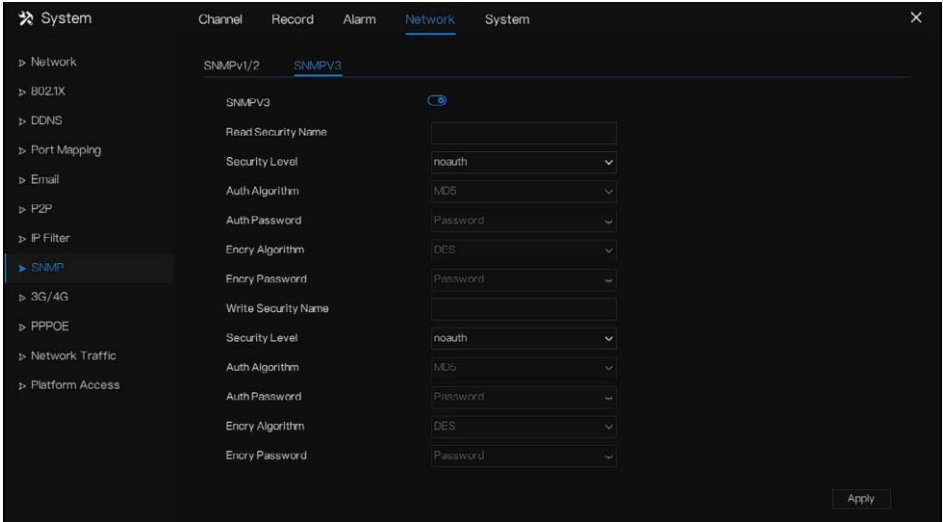 System
Channel Record Alarm Network System
Network
802.1X
DDNS
Port Mapping
Email
P2P
IP Filter
SNMP
3G/4G
PPPOE
Network Traffic
Platform Access
SNMPv1/2 SNMPV3
SNMPV3
Read Security Name
Security Level noauth
Auth Algorithm MD5
Auth Password Password
Encry Algorithm DES
Encry Password Password
Write Security Name
Security Level noauth
Auth Algorithm MD5
Auth Password Password
Encry Algorithm DES
Encry Password Password
Apply